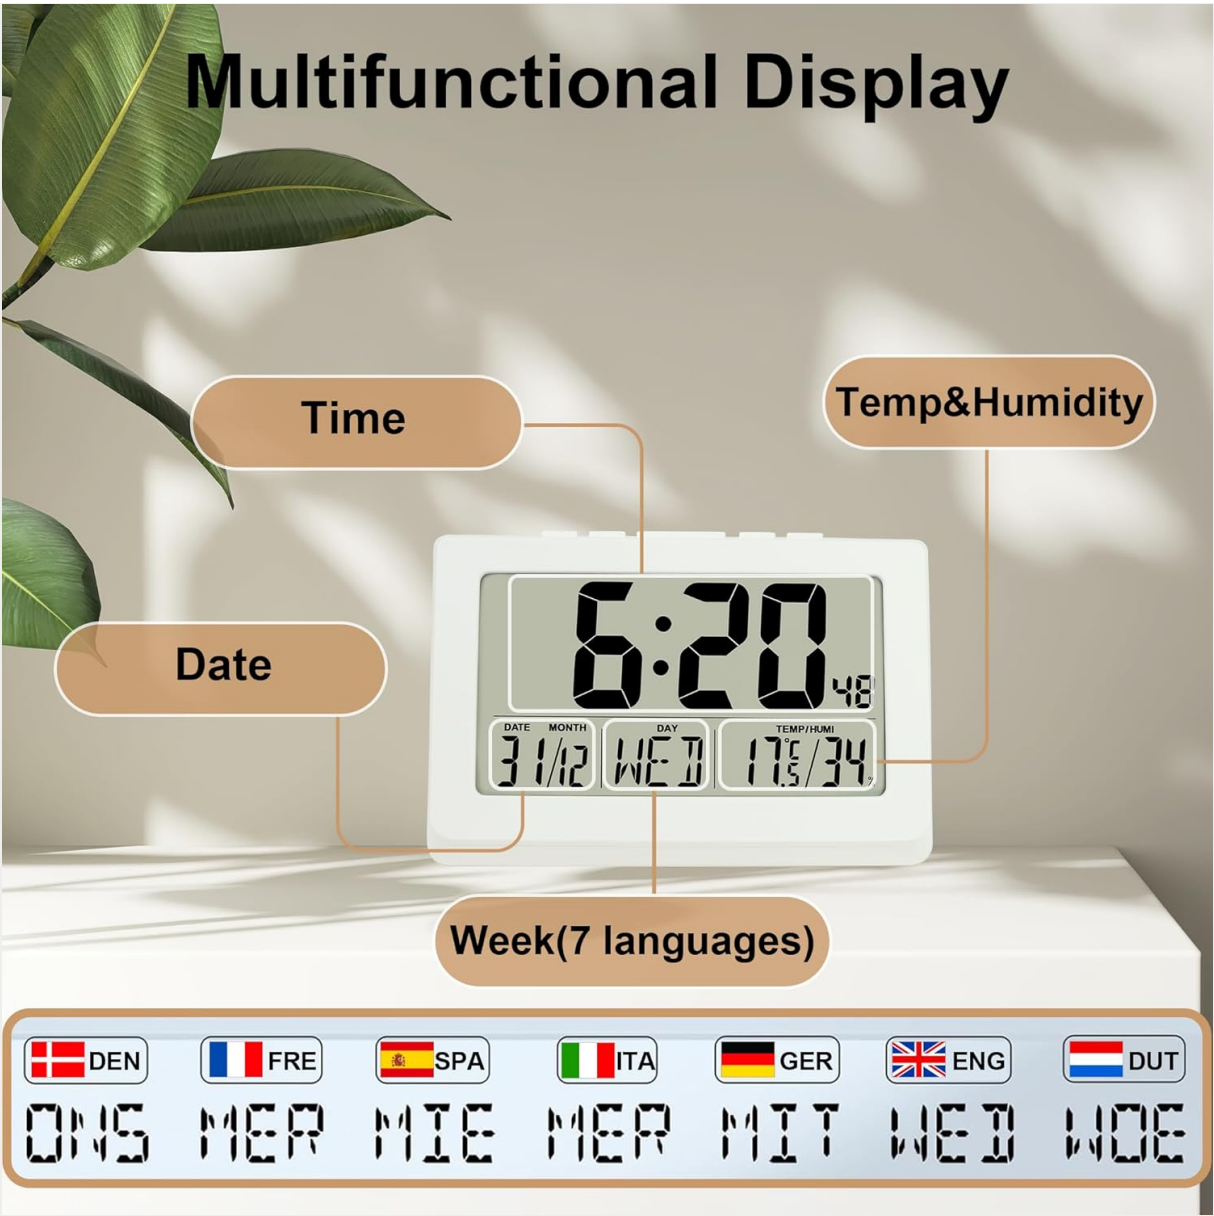 Multifunctional Display
Temp&Humidity
Time
Date
6:20 48
DATE MONTH DAY TEMP/HUMI
31/12 WED 17.5°C/34%
Week(7 languages)
DEN FRE SPA ITA GER ENG DUT
ONS MER MIE MER MIT WED WOE